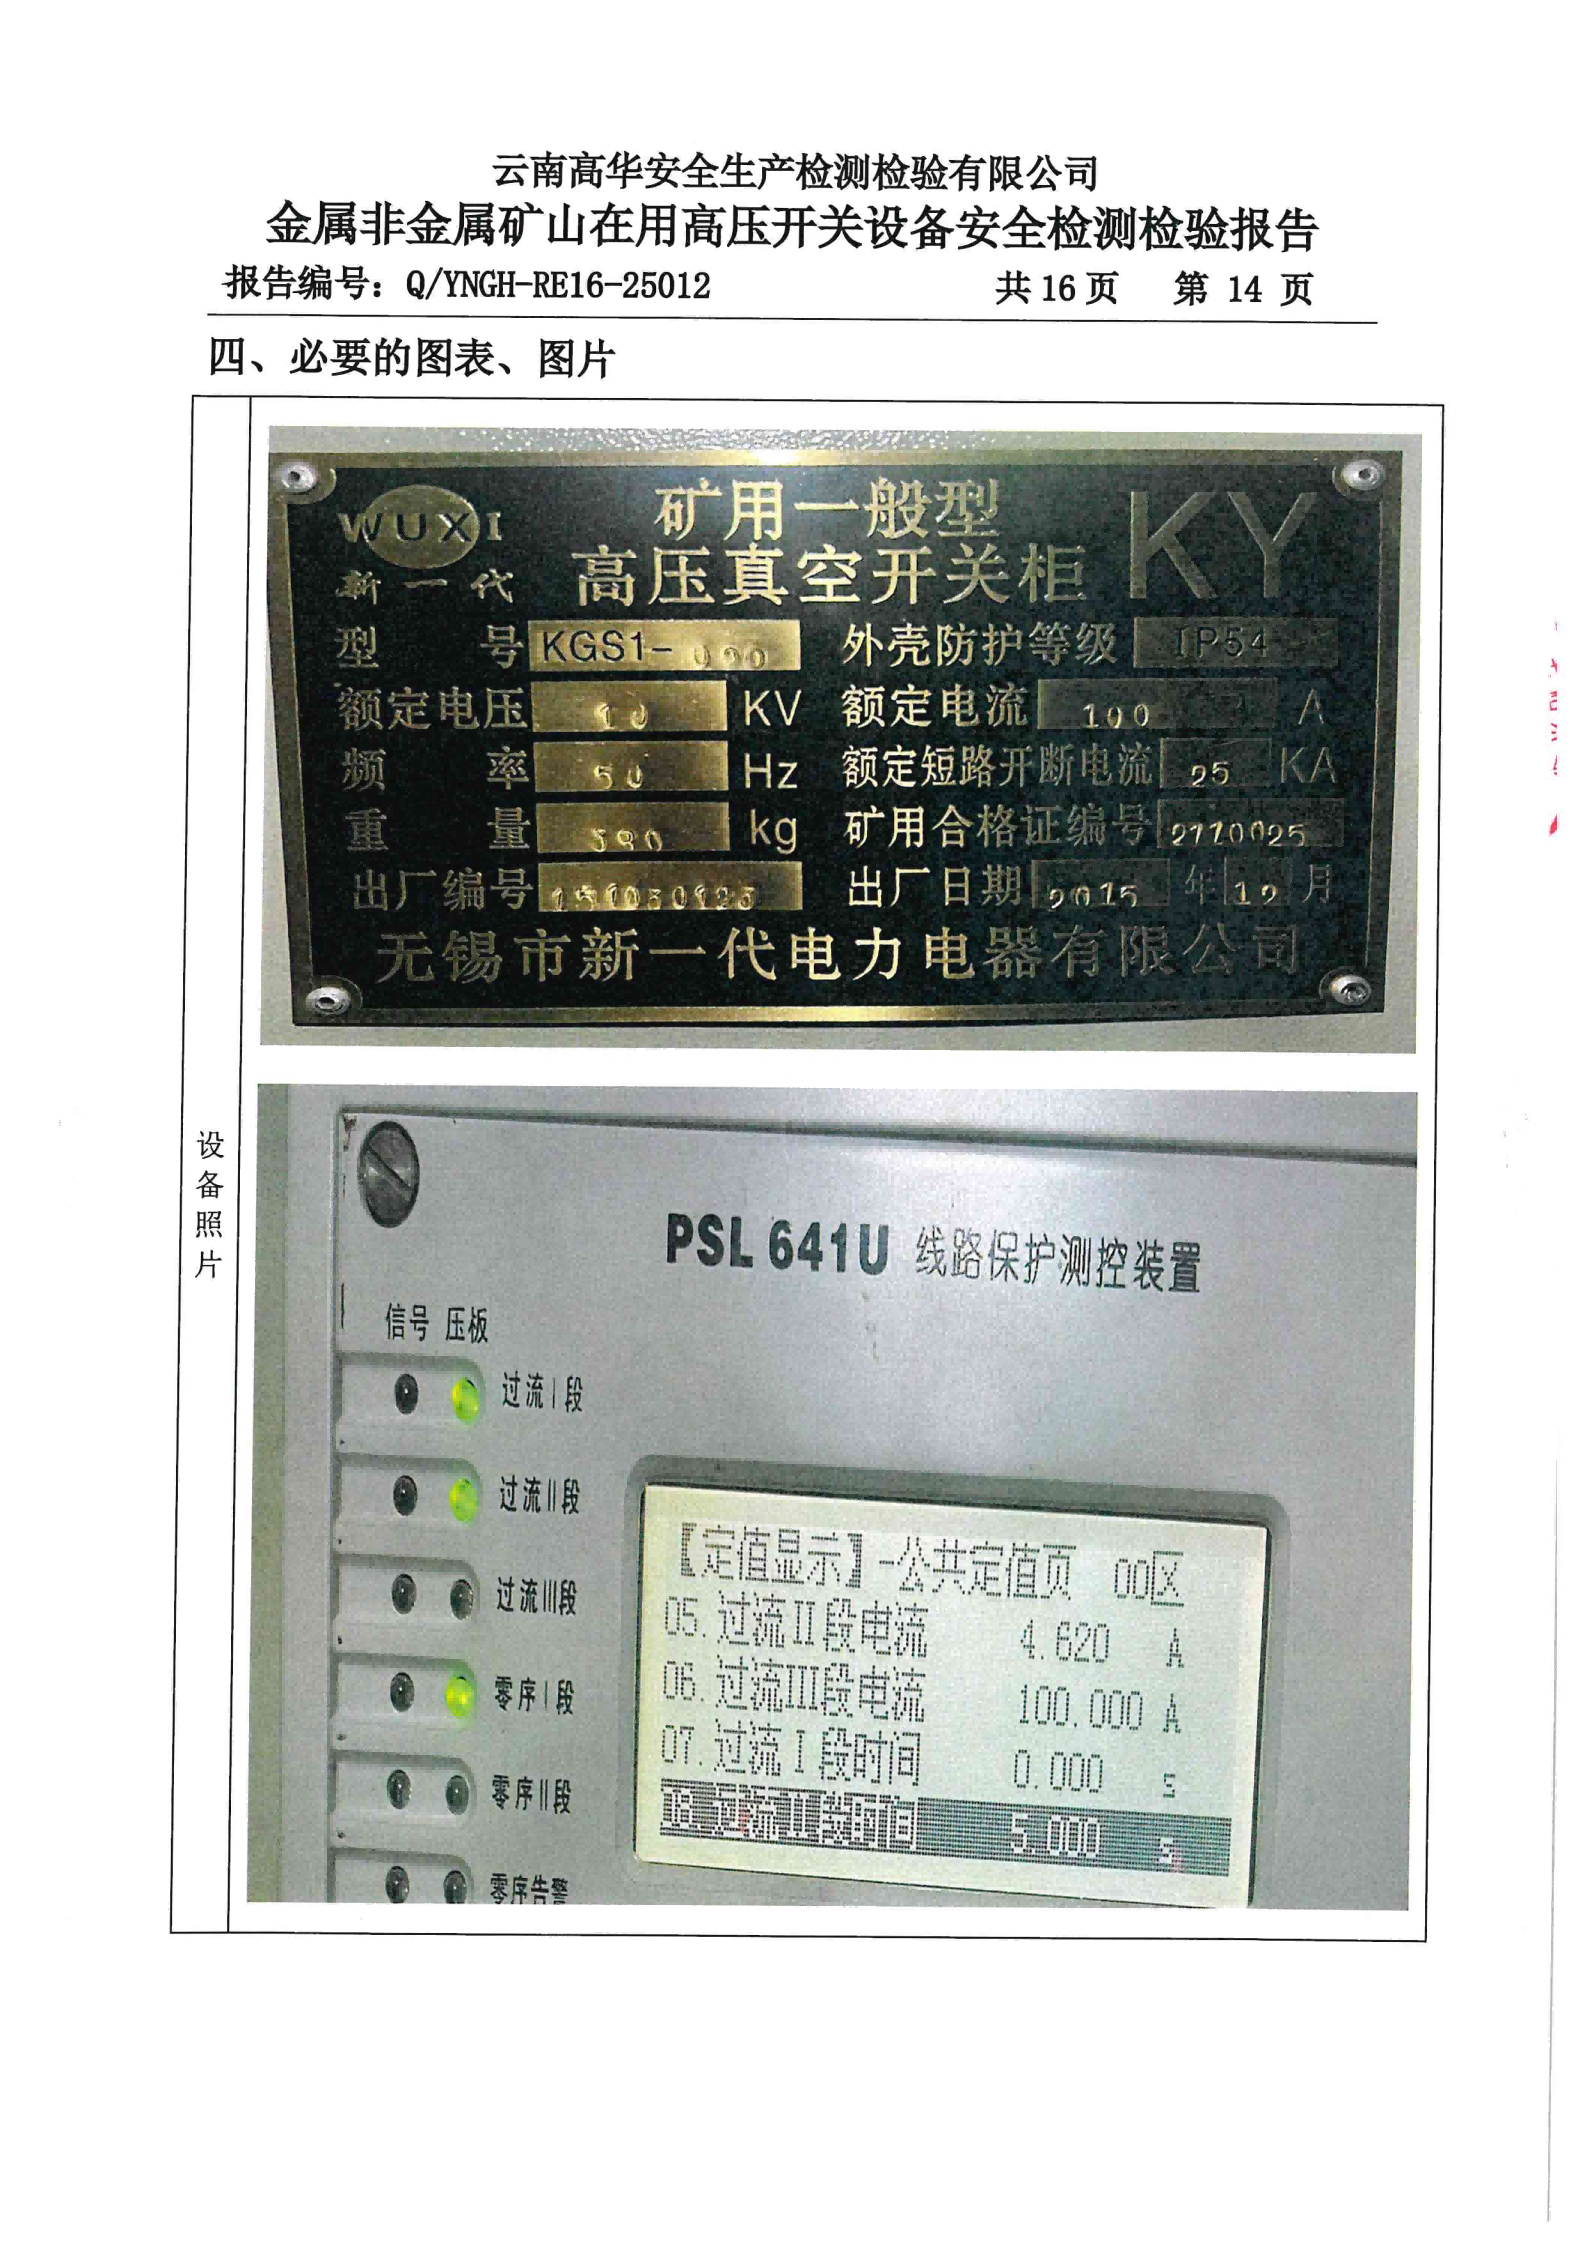 云南高华安全生产检测检验有限公司
金属非金属矿山在用高压开关设备安全检测检验报告
报告编号：Q/YNGH-RE16-25012 共16页 第 14 页
四、必要的图表、图片
设备照片
WUXI
新一代
矿用一般型
高压真空开关柜
KY
型 号 KGS1- 外壳防护等级 IP54
额定电压 10 KV 额定电流 100 A
频 率 50 Hz 额定短路开断电流 25 KA
重 量 kg 矿用合格证编号
出厂编号 出厂日期 2015 年 12 月
无锡市新一代电力电器有限公司
PSL 641U 线路保护测控装置
信号 压板
过流I段
过流II段
过流III段
零序I段
零序II段
零序告警
【定值显示】-公共定值页 00区
05.过流II段电流 4.620 A
06.过流III段电流 100.000 A
07.过流I段时间 0.000 s
08.过流II段时间 5.000 s